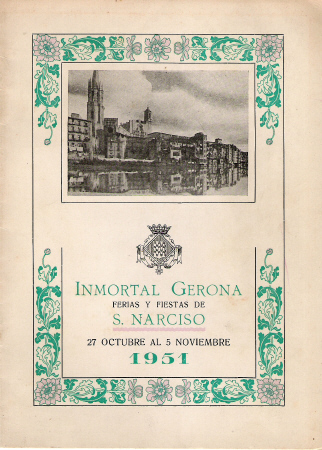 INMORTAL GERONA
FERIAS Y FIESTAS DE
S. NARCISO
27 OCTUBRE AL 5 NOVIEMBRE
1951